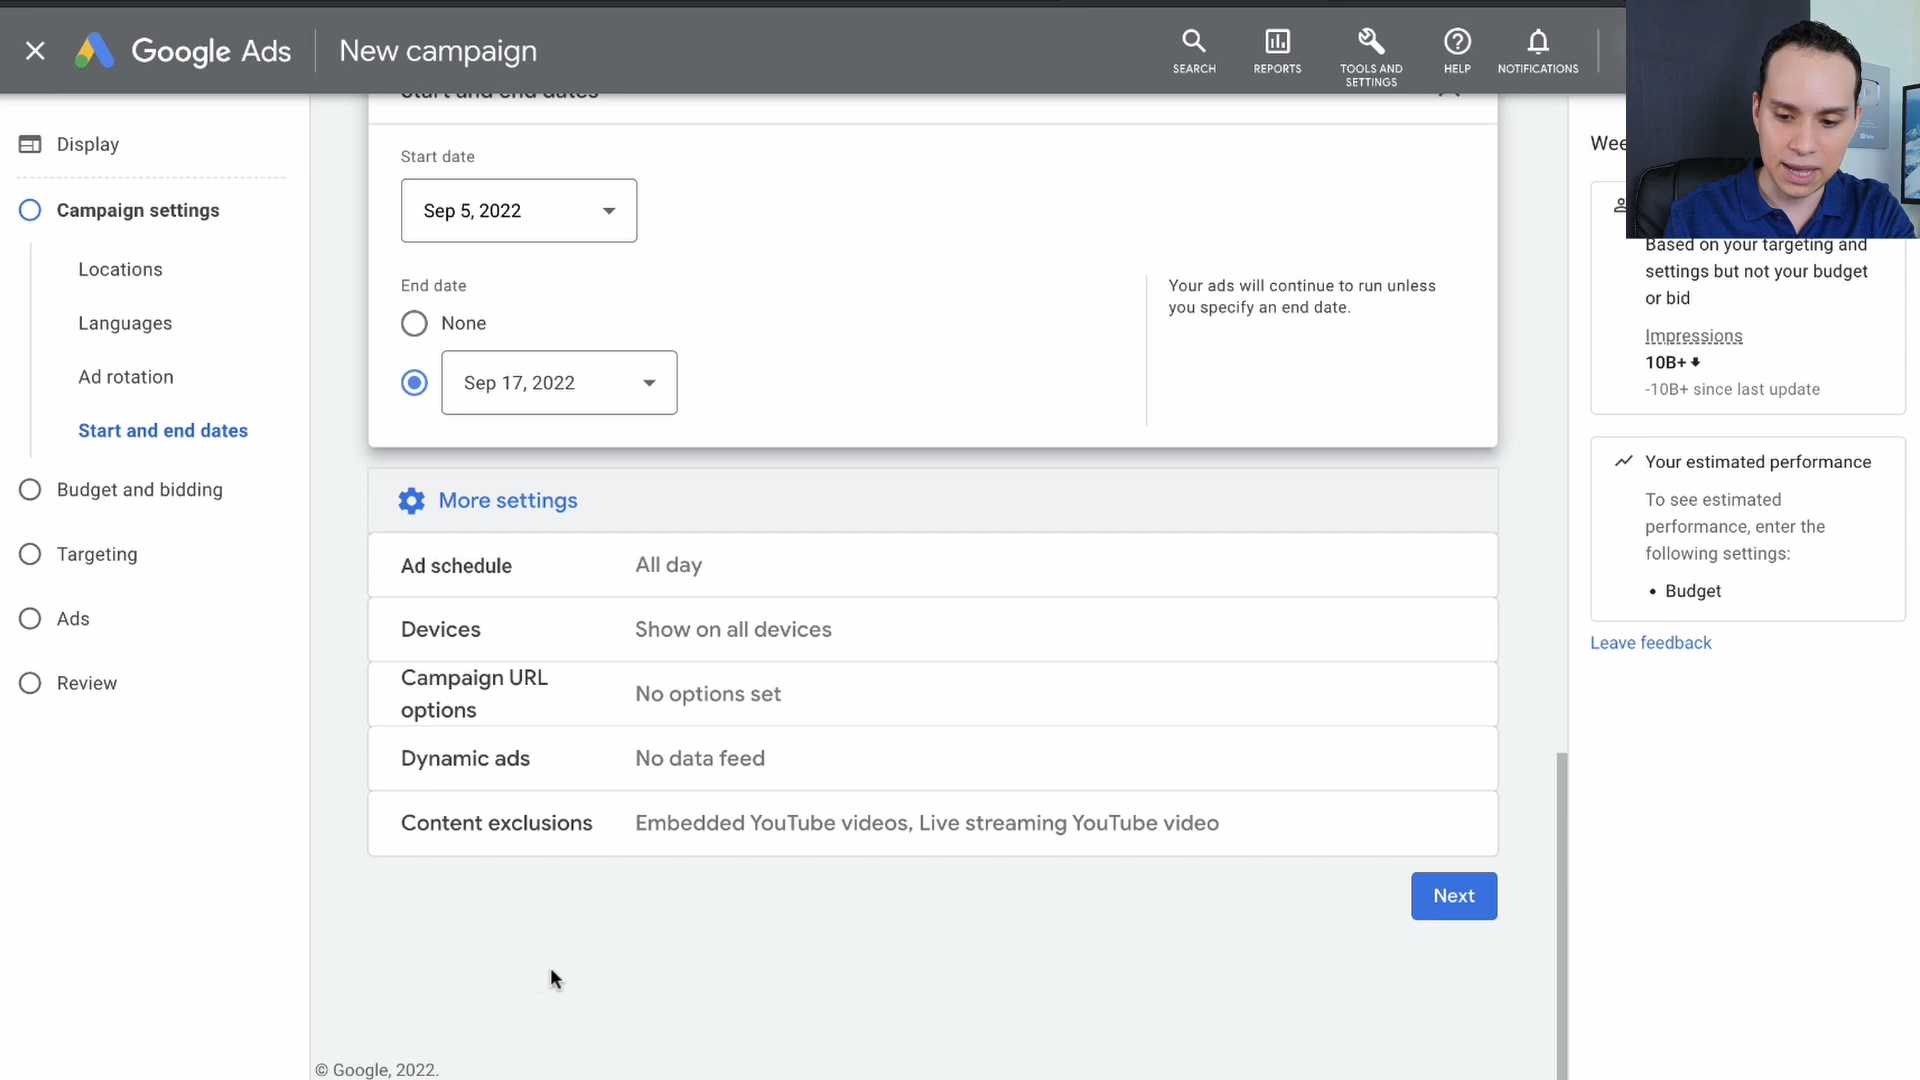 Google Ads
New campaign
SEARCH
REPORTS
TOOLS AND
SETTINGS
HELP
NOTIFICATIONS
Display
Campaign settings
Locations
Languages
Ad rotation
Start and end dates
Budget and bidding
Targeting
Ads
Review
Start and end dates
Start date
Sep 5, 2022
End date
None
Sep 17, 2022
Your ads will continue to run unless
you specify an end date.
More settings
Ad schedule
All day
Devices
Show on all devices
Campaign URL
options
No options set
Dynamic ads
No data feed
Content exclusions
Embedded YouTube videos, Live streaming YouTube video
Next
© Google, 2022.
Based on your targeting and
settings but not your budget
or bid
Impressions
10B+
-10B+ since last update
Your estimated performance
To see estimated
performance, enter the
following settings:
• Budget
Leave feedback